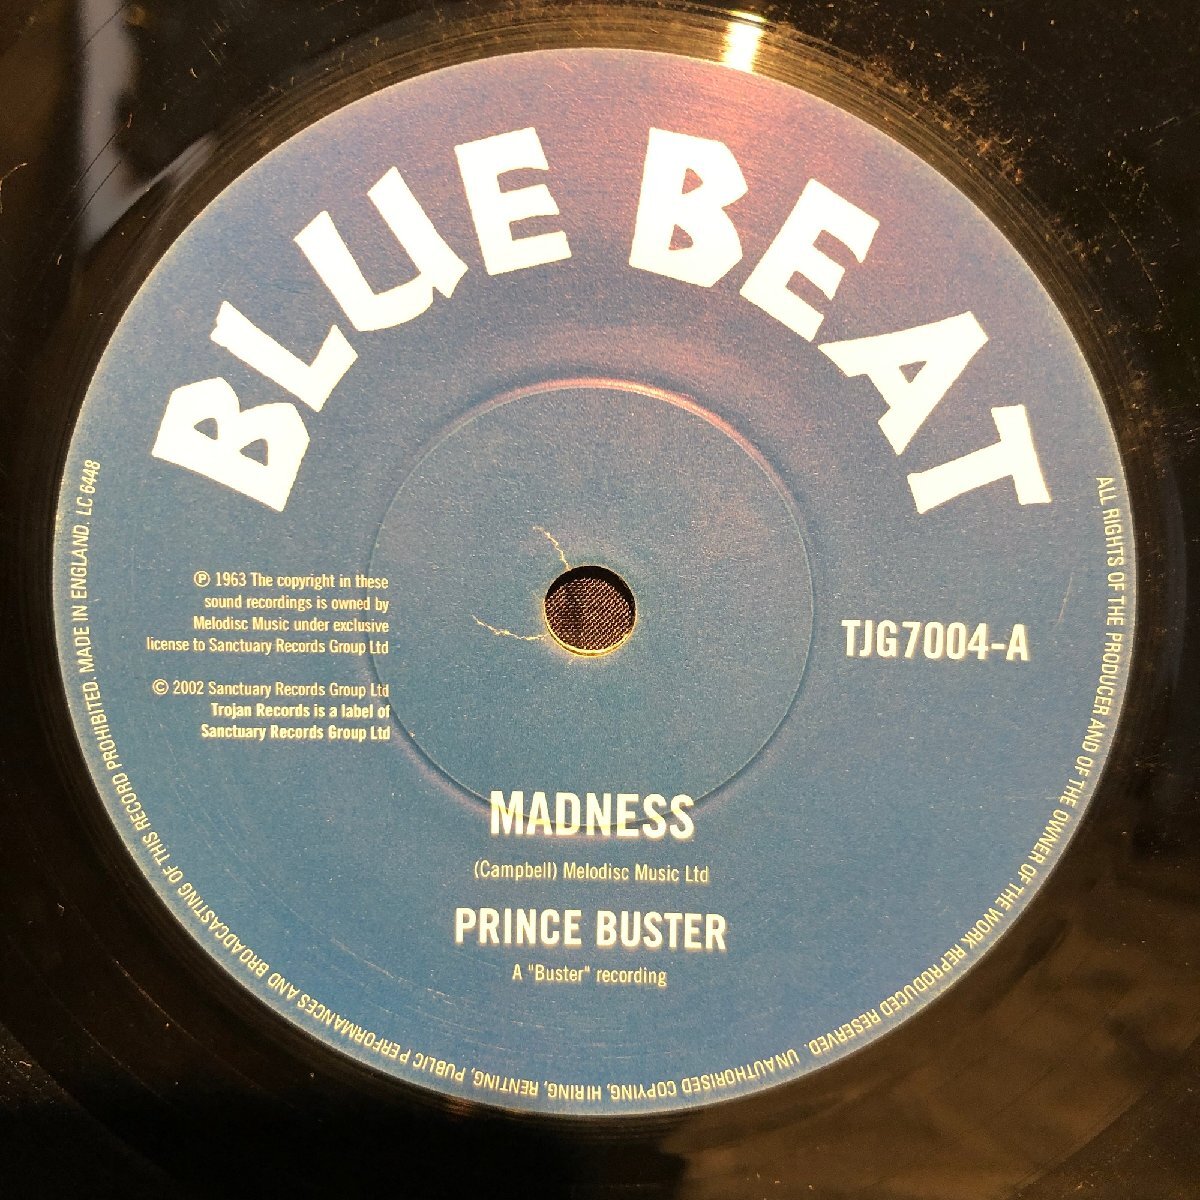 BLUE BEAT
℗ 1963 The copyright in these
sound recordings is owned by
Melodisc Music under exclusive
license to Sanctuary Records Group Ltd
© 2002 Sanctuary Records Group Ltd
Trojan Records is a label of
Sanctuary Records Group Ltd
TJG7004-A
MADNESS
(Campbell) Melodisc Music Ltd
PRINCE BUSTER
A "Buster" recording
ALL RIGHTS OF THE PRODUCER AND OF THE OWNER OF THE WORK REPRODUCED RESERVED. UNAUTHORISED COPYING, HIRING, RENTING, PUBLIC PERFORMANCES AND BROADCASTING OF THIS RECORD PROHIBITED. MADE IN ENGLAND. LC 6448